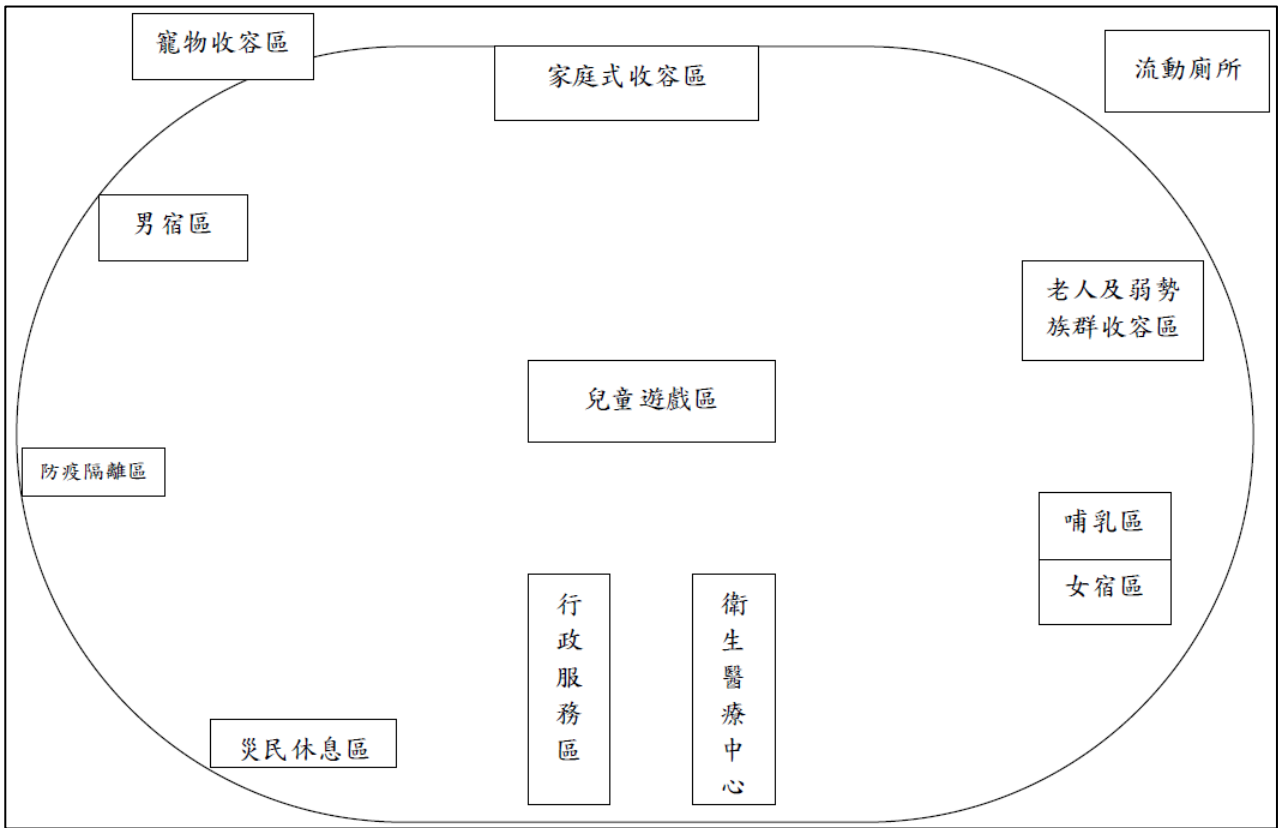 寵物收容區
家庭式收容區
流動廁所
男宿區
老人及弱勢
族群收容區
兒童遊戲區
防疫隔離區
哺乳區
女宿區
行政服務區
衛生醫療中心
災民休息區